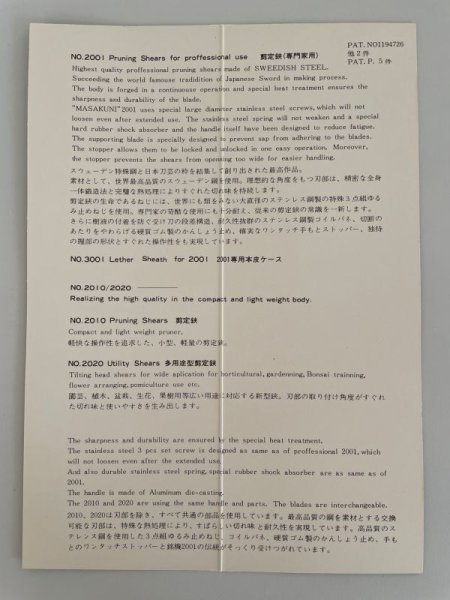 NO.2001 Pruning Shears for proffessional use 剪定鋏(専門家用)
PAT. NO1194726
他 2 件
PAT. P. 5 件
Highest quality proffessional pruning shears made of SWEEDISH STEEL.
Succeeding the world famouse tradidition of Japanese Sword in making process.
The body is forged in a continuouse operation and special heat treatment ensures the
sharpness and durability of the blade.
"MASAKUNI"2001 uses special large diameter stainless steel screws, which will not
loosen even after extended use. The stainless steel spring will not weaken and a special
hard rubber shock absorber and the handle itself have been designed to reduce fatigue.
The supporting blade is specially designed to prevent sap from adhering to the blades.
The stopper allows them to be locked and unlocked in one easy operation. Moreover,
the stopper prevents the shears from openning too wide for easier handling.
スウェーデン特殊鋼と日本刀匠の粋を結集して創り出された最高作品。
素材として、世界最高品質のスウェーデン鋼を使用。理想的な角度をもつ刃部は、精密な全身
一体鍛造法と完璧な熱処理によりすぐれた切れ味を持続します。
剪定鋏の生命であるねじには、世界にも類をみない大直径のステンレス鋼製の特殊3点組ゆる
み止めねじを使用。専門家の苛酷な使用にも十分耐え、従来の剪定鋏の常識を一新します。
さらに樹液の付着を防ぐ受け刃の段差構造、耐久性抜群のステンレス鋼製コイルバネ、切断の
あたりをやわらげる硬質ゴム製のかんしょう止め、確実なワンタッチ手もとストッパー、独特
の握部の形状とすぐれた操作性をも実現しています。
NO.3001 Lether Sheath for 2001 2001専用本皮ケース
NO.2010/2020
Realizing the high quality in the compact and light weight body.
NO.2010 Pruning Shears 剪定鋏
Compact and light weight pruner.
軽快な操作性を追求した、小型、軽量の剪定鋏。
NO.2020 Utility Shears 多用途型剪定鋏
Tilting head shears for wide aplication for horticultural, gardenning, Bonsai trainning,
flower arranging, pomiculture use etc.
園芸、植木、盆栽、生花、果樹用等広い用途に対応する新型鋏。刃部の取り付け角度がすぐれ
た切れ味と使いやすさを生み出します。
The sharpness and durability are ensured by the special heat treatment.
The stainless steel 3 pcs set screw is designed as same as of proffessional 2001, which
will not loosen even after the extended use.
And also durable stainless steel spring, special rubber shock absorber are as same as of
2001.
The handle is made of Aluminum die-casting.
The 2010 and 2020 are using the same handle and parts. The blades are interchangeable.
2010、2020は刃部を除き、すべて共通の部品を使用しています。最高品質の鋼を素材とする交換
可能な刃部は、特殊な熱処理により、すばらしい切れ味と耐久性を実現しています。高品質のス
テンレス鋼を使用した3点組ゆるみ止めねじ、コイルバネ、硬質ゴム製のかんしょう止め、手も
とのワンタッチストッパーと銘機2001の伝統がそっくり受けつがれています。